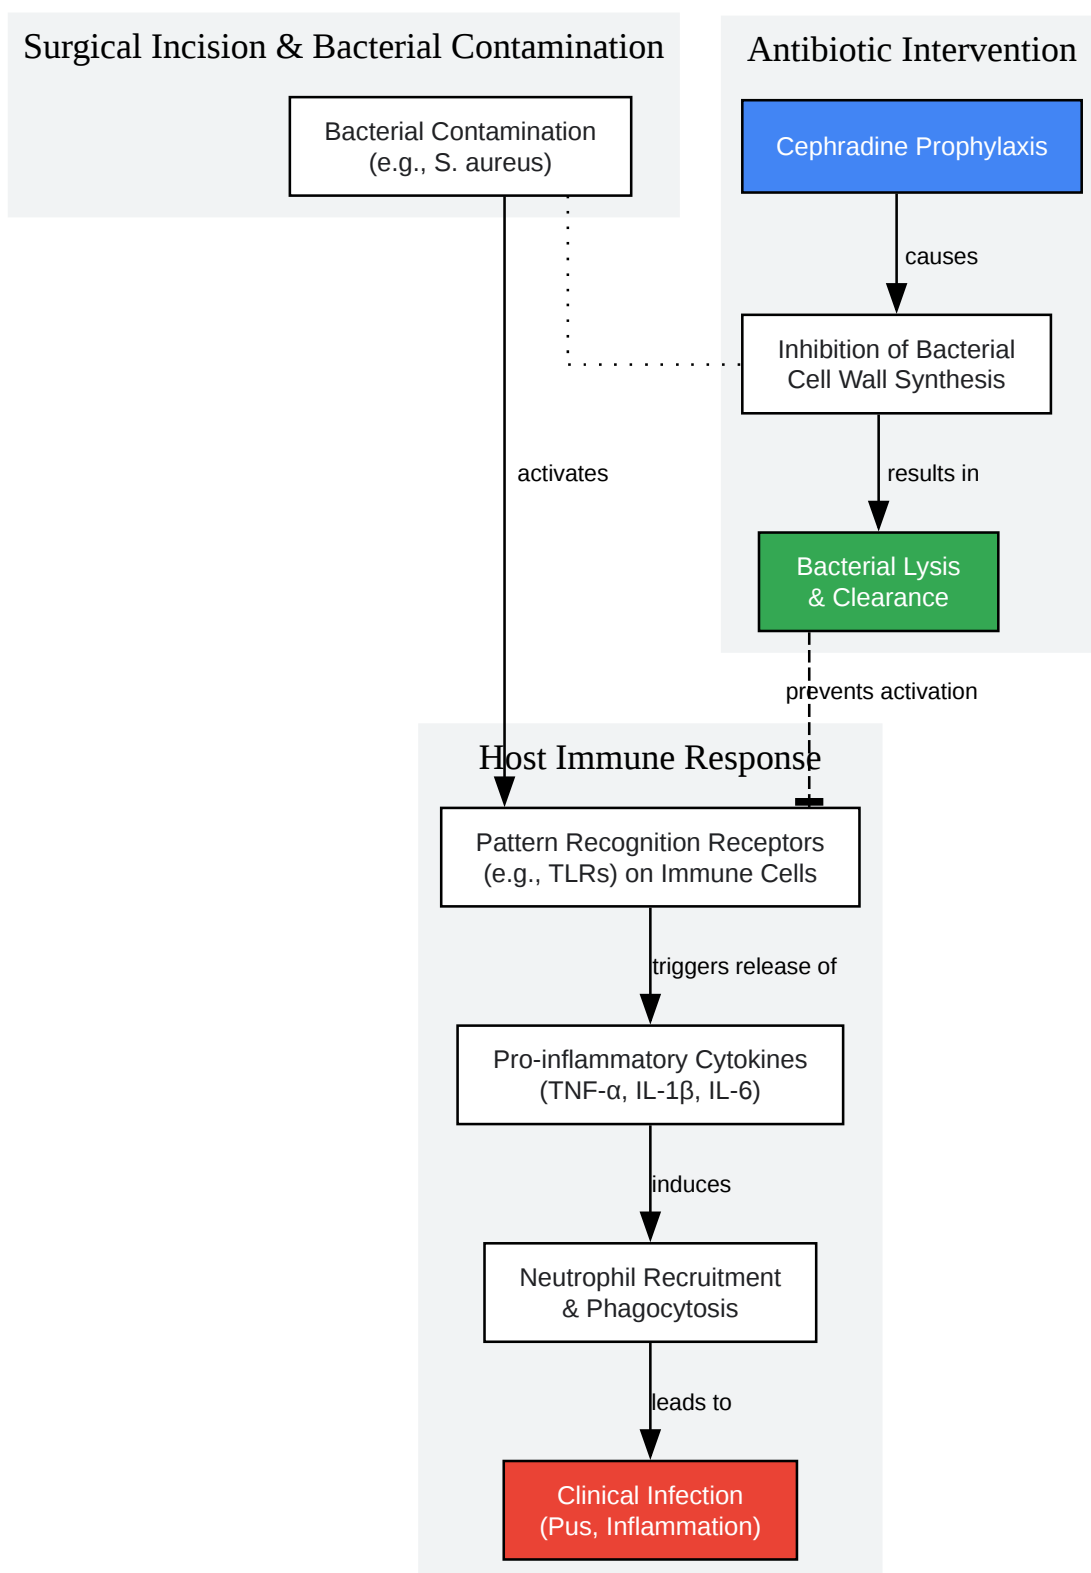 Surgical Incision & Bacterial Contamination
Bacterial Contamination
(e.g., S. aureus)
Antibiotic Intervention
Cephradine Prophylaxis
causes
Inhibition of Bacterial
Cell Wall Synthesis
activates
results in
Bacterial Lysis
& Clearance
prevents activation
Host Immune Response
Pattern Recognition Receptors
(e.g., TLRs) on Immune Cells
triggers release of
Pro-inflammatory Cytokines
(TNF-α, IL-1β, IL-6)
induces
Neutrophil Recruitment
& Phagocytosis
leads to
Clinical Infection
(Pus, Inflammation)